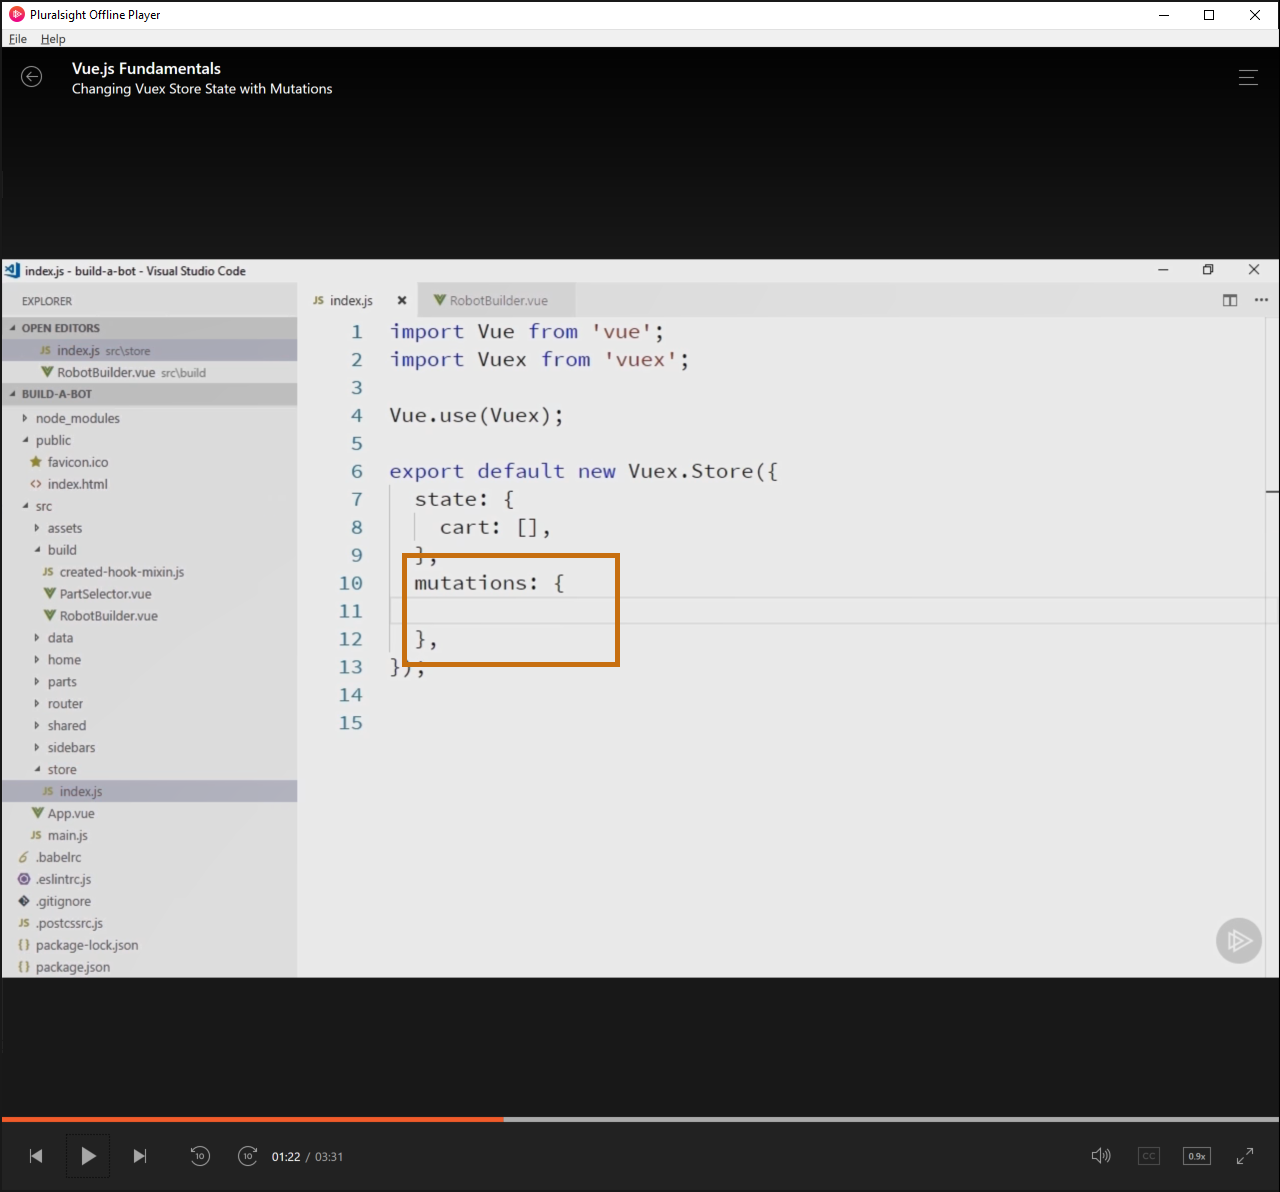 Pluralsight Offline Player
File Help
Vue.js Fundamentals
Changing Vuex Store State with Mutations
index.js - build-a-bot - Visual Studio Code
EXPLORER
OPEN EDITORS
JS index.js src\store
RobotBuilder.vue src\build
BUILD-A-BOT
node_modules
public
favicon.ico
<> index.html
src
assets
build
JS created-hook-mixin.js
PartSelector.vue
RobotBuilder.vue
data
home
parts
router
shared
sidebars
store
JS index.js
App.vue
JS main.js
.babelrc
.eslintrc.js
.gitignore
JS .postcssrc.js
{} package-lock.json
{} package.json
JS index.js RobotBuilder.vue
1 import Vue from 'vue';
2 import Vuex from 'vuex';
3
4 Vue.use(Vuex);
5
6 export default new Vuex.Store({
7 state: {
8 cart: [],
9 },
10 mutations: {
11
12 },
13 });
14
15
10 10 01:22 / 03:31 CC 0.9x